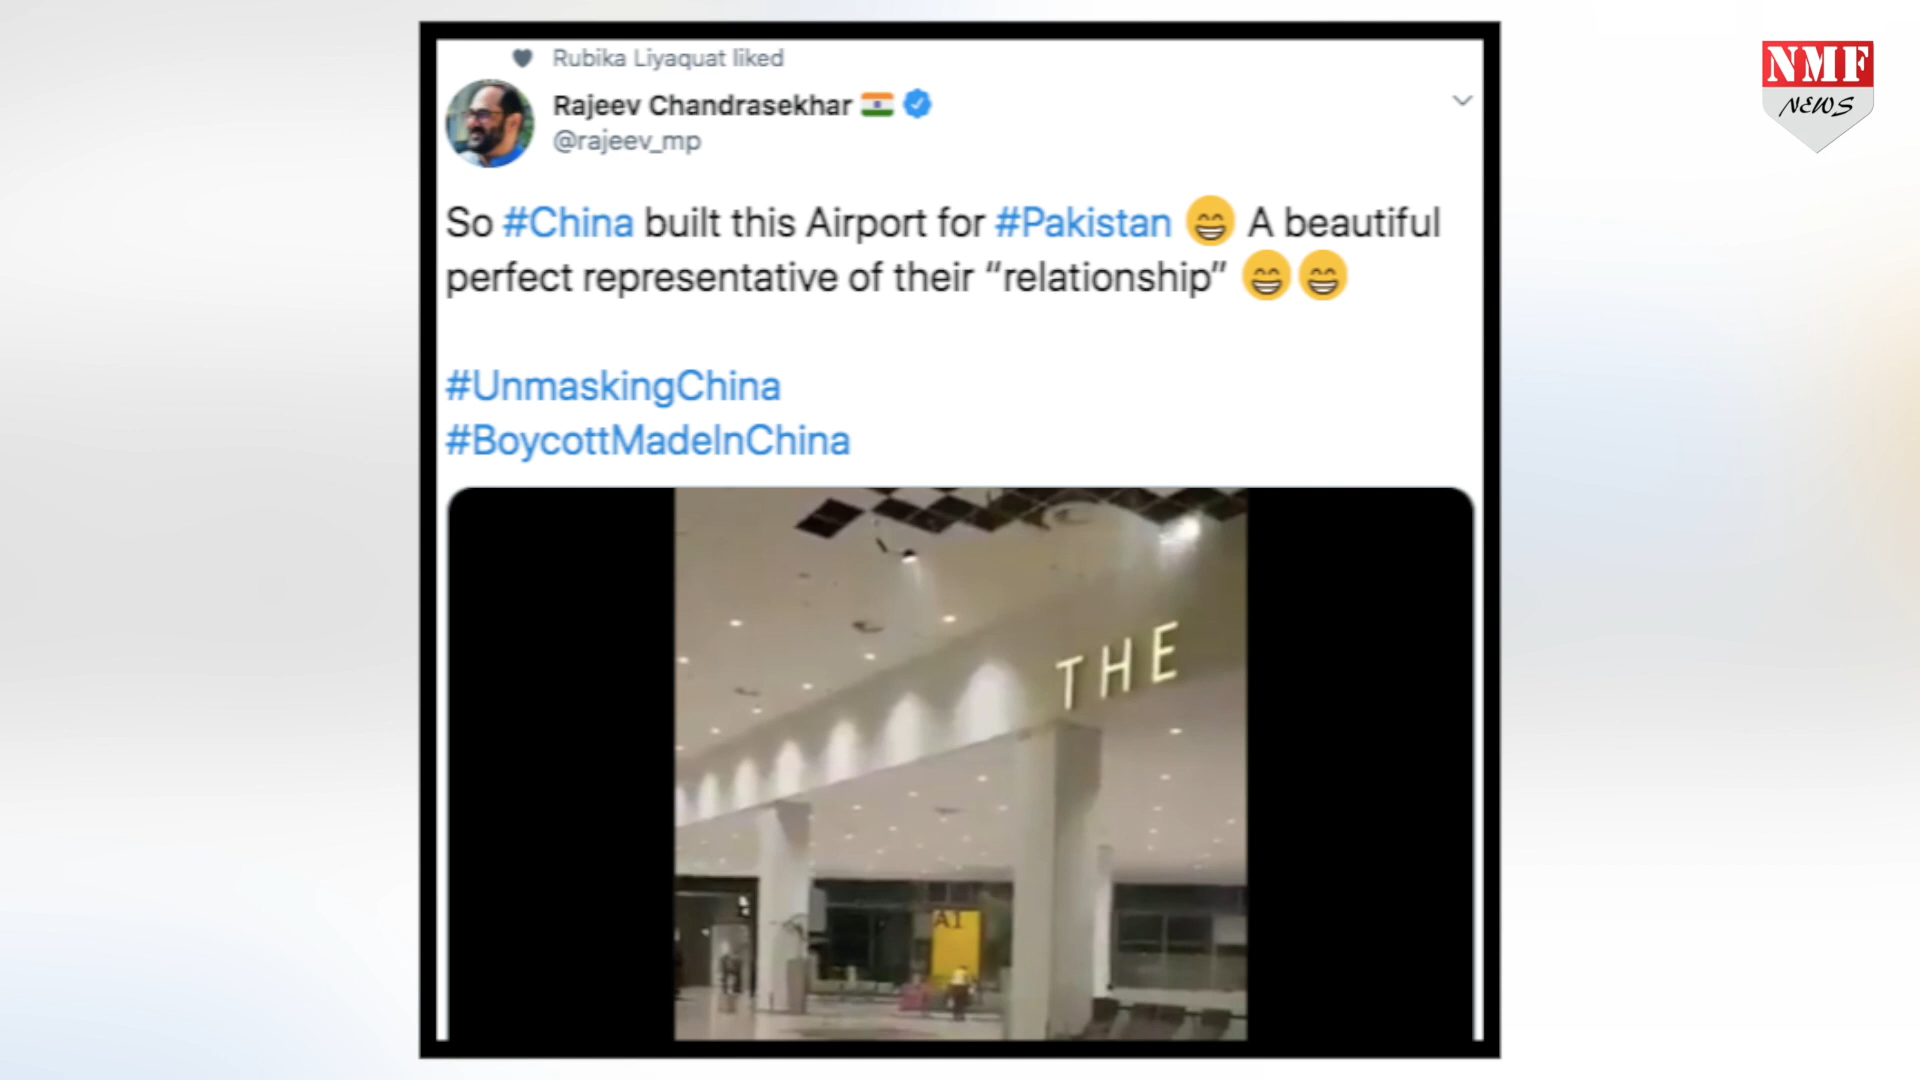 Rubika Liyaquat liked
Rajeev Chandrasekhar
@rajeev_mp
So #China built this Airport for #Pakistan 😁 A beautiful
perfect representative of their “relationship” 😁😁
#UnmaskingChina
#BoycottMadeInChina
THE
A1
NMF
NEWS